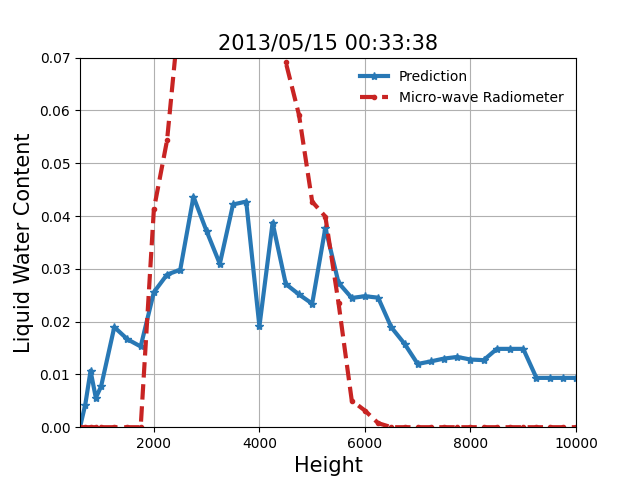 2013/05/15 00:33:38
Prediction
Micro-wave Radiometer
Liquid Water Content
0.07
0.06
0.05
0.04
0.03
0.02
0.01
0.00
2000 4000 6000 8000 10000
Height